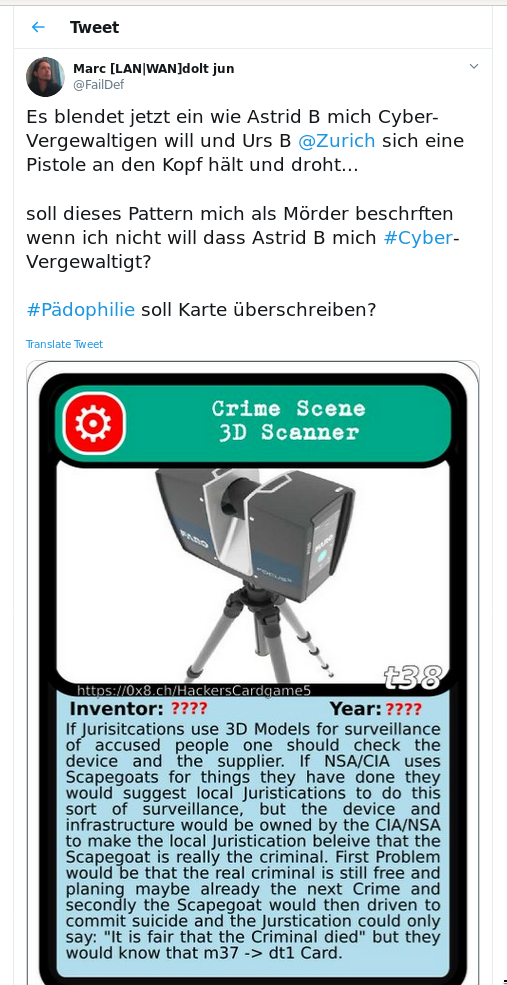 Tweet
Marc [LAN|WAN]dolt jun
@FailDef
Es blendet jetzt ein wie Astrid B mich Cyber-
Vergewaltigen will und Urs B @Zurich sich eine
Pistole an den Kopf hält und droht...
soll dieses Pattern mich als Mörder beschrften
wenn ich nicht will dass Astrid B mich #Cyber-
Vergewaltigt?
#Pädophilie soll Karte überschreiben?
Translate Tweet
Crime Scene
3D Scanner
FARO
FARO
FOCUS
t38
https://0x8.ch/HackersCardgame5
Inventor: ???? Year: ????
If Jurisitcations use 3D Models for surveillance
of accused people one should check the
device and the supplier. If NSA/CIA uses
Scapegoats for things they have done they
would suggest local Juristications to do this
sort of surveillance, but the device and
infrastructure would be owned by the CIA/NSA
to make the local Juristication beleive that the
Scapegoat is really the criminal. First Problem
would be that the real criminal is still free and
planing maybe already the next Crime and
secondly the Scapegoat would then driven to
commit suicide and the Jurstication could only
say: "It is fair that the Criminal died" but they
would know that m37 -> dt1 Card.